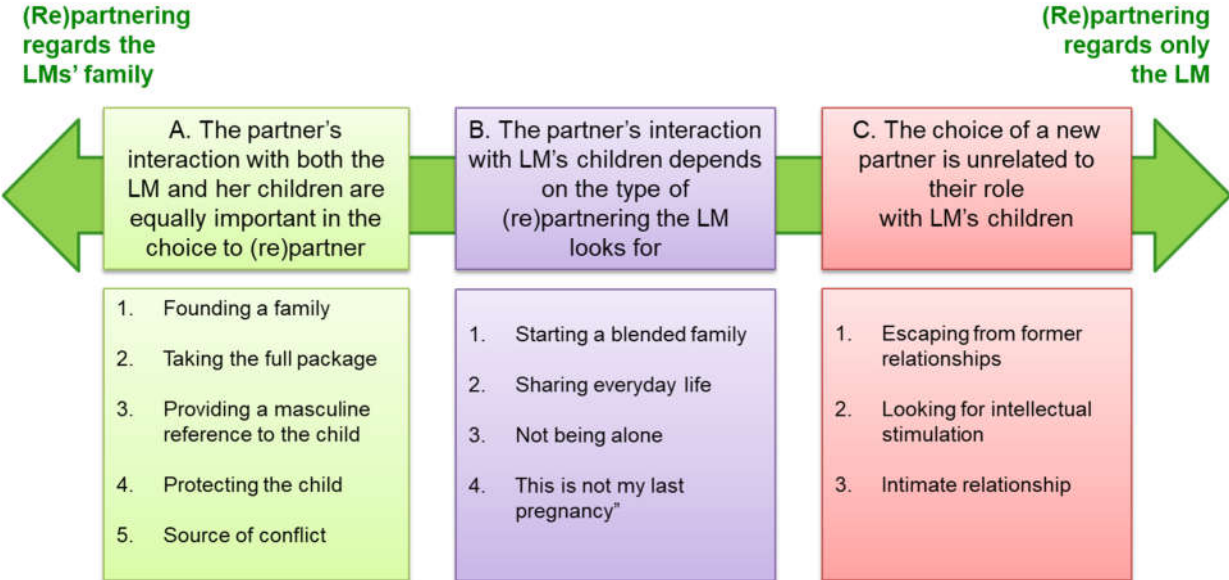 (Re)partnering
regards the
LMs' family
(Re)partnering
regards only
the LM
A. The partner's
interaction with both the
LM and her children are
equally important in the
choice to (re)partner
B. The partner's interaction
with LM's children depends
on the type of
(re)partnering the LM
looks for
C. The choice of a new
partner is unrelated to
their role
with LM's children
1. Founding a family
2. Taking the full package
3. Providing a masculine
reference to the child
4. Protecting the child
5. Source of conflict
1. Starting a blended family
2. Sharing everyday life
3. Not being alone
4. This is not my last
pregnancy”
1. Escaping from former
relationships
2. Looking for intellectual
stimulation
3. Intimate relationship